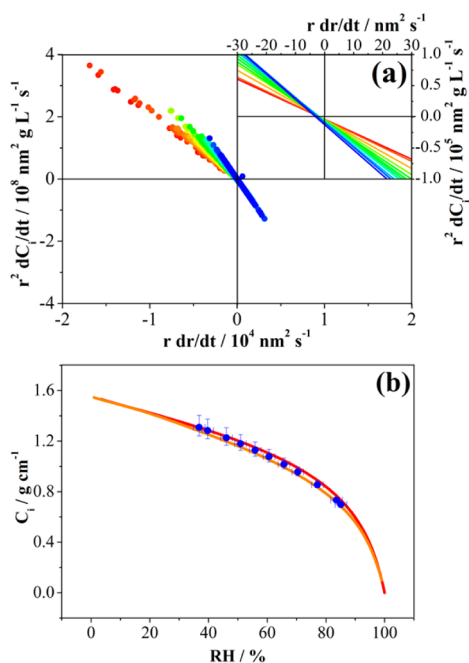 r dr/dt / nm² s⁻¹
-30 -20 -10 0 10 20 30
(a)
4
2
0
-2
-4
1.0
0.5
0.0
-0.5
-1.0
r² dCᵢ/dt / 10⁸ nm² g L⁻¹ s⁻¹
r² dCᵢ/dt / 10⁶ nm² g L⁻¹ s⁻¹
-2 -1 0 1 2
r dr/dt / 10⁴ nm² s⁻¹
(b)
1.6
1.2
0.8
0.4
0.0
Cᵢ / g cm⁻¹
0 20 40 60 80 100
RH / %